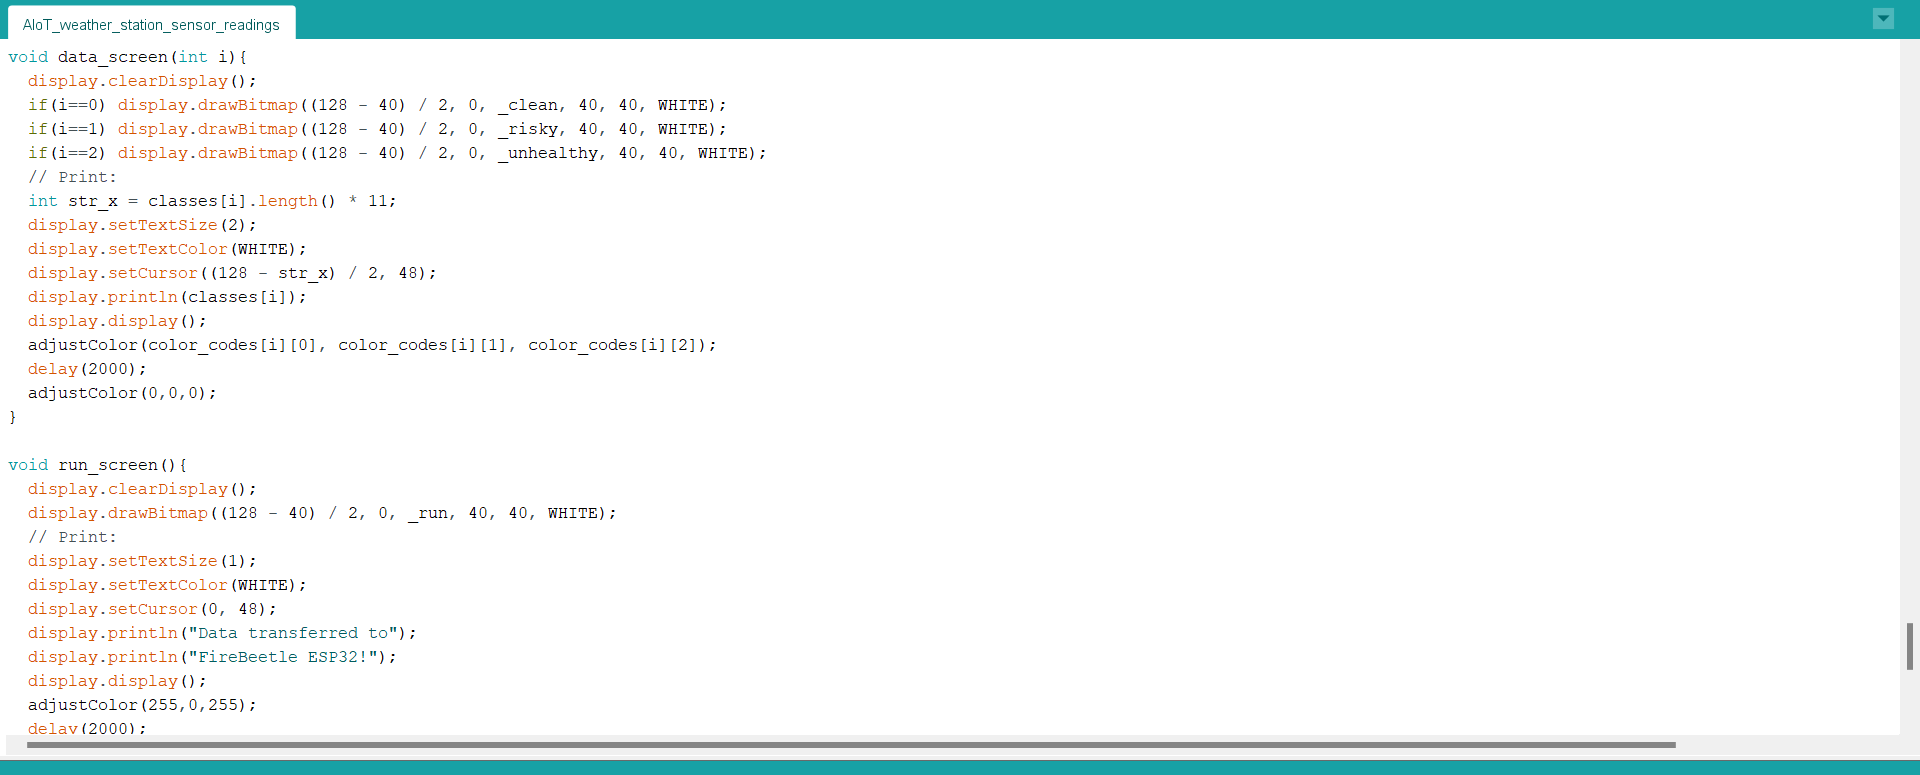 AIoT_weather_station_sensor_readings
void data_screen(int i){
  display.clearDisplay();
  if(i==0) display.drawBitmap((128 - 40) / 2, 0, _clean, 40, 40, WHITE);
  if(i==1) display.drawBitmap((128 - 40) / 2, 0, _risky, 40, 40, WHITE);
  if(i==2) display.drawBitmap((128 - 40) / 2, 0, _unhealthy, 40, 40, WHITE);
  // Print:
  int str_x = classes[i].length() * 11;
  display.setTextSize(2);
  display.setTextColor(WHITE);
  display.setCursor((128 - str_x) / 2, 48);
  display.println(classes[i]);
  display.display();
  adjustColor(color_codes[i][0], color_codes[i][1], color_codes[i][2]);
  delay(2000);
  adjustColor(0,0,0);
}
void run_screen(){
  display.clearDisplay();
  display.drawBitmap((128 - 40) / 2, 0, _run, 40, 40, WHITE);
  // Print:
  display.setTextSize(1);
  display.setTextColor(WHITE);
  display.setCursor(0, 48);
  display.println("Data transferred to");
  display.println("FireBeetle ESP32!");
  display.display();
  adjustColor(255,0,255);
  delay(2000);